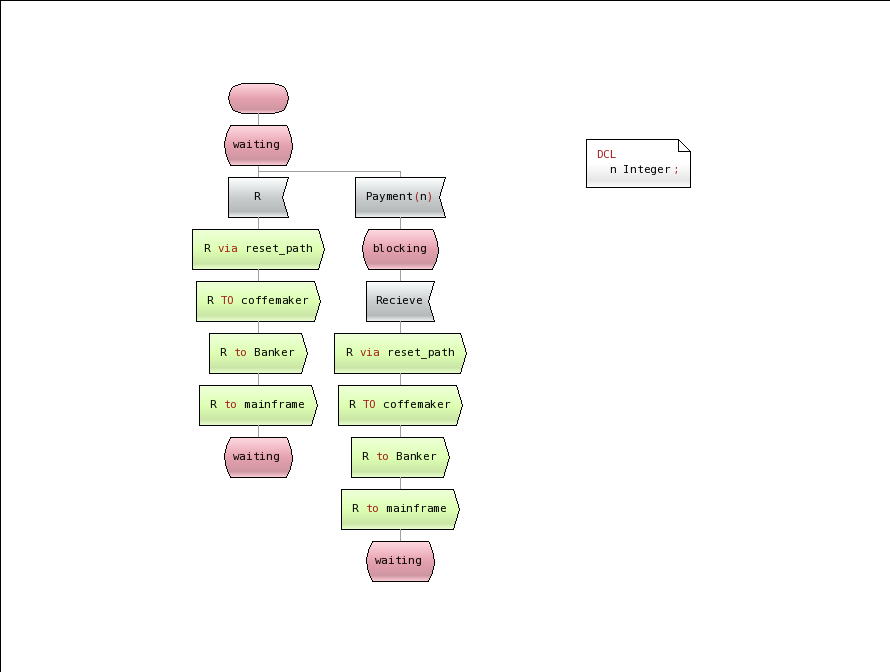 waiting
R
R via reset_path
R TO coffemaker
R to Banker
R to mainframe
waiting
Payment(n)
blocking
Recieve
R via reset_path
R TO coffemaker
R to Banker
R to mainframe
waiting
DCL
n Integer;